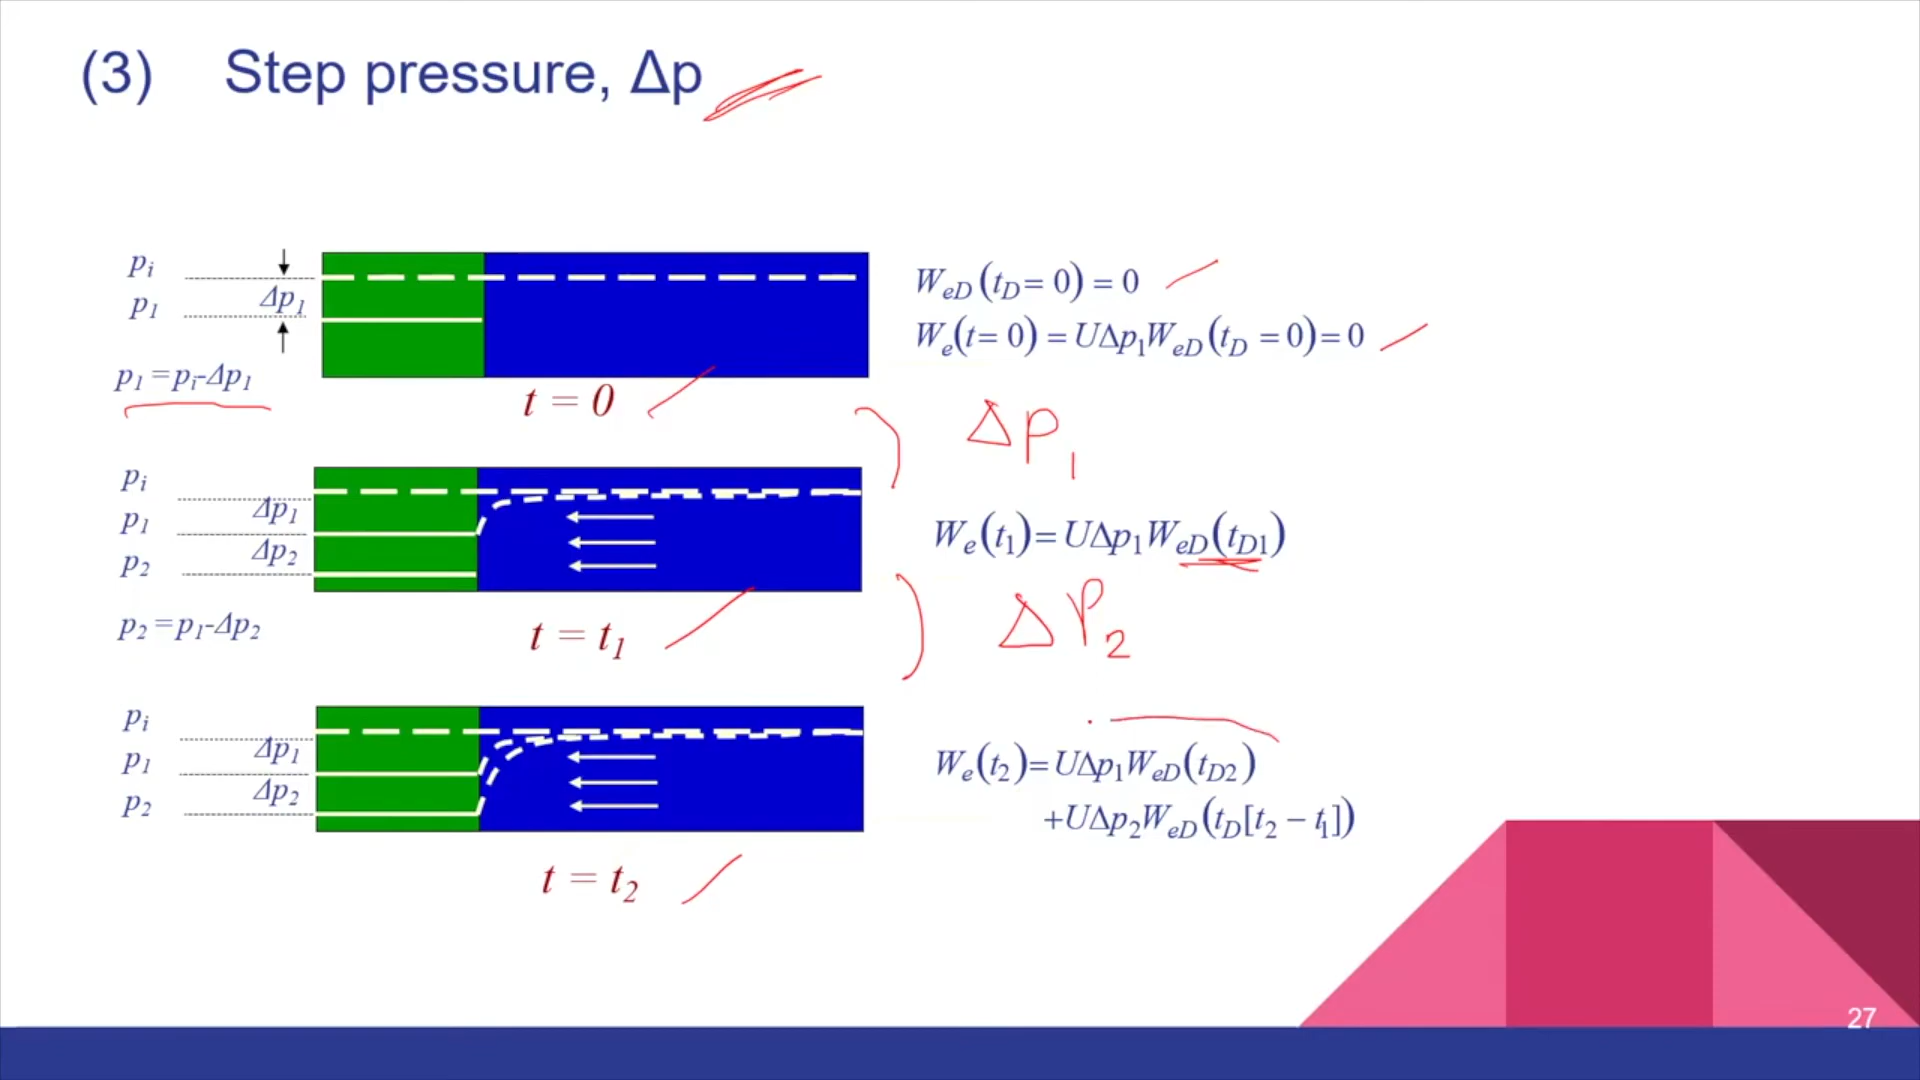 (3) Step pressure, Δp
pi
Δp1
p1
p1 = pi-Δp1
t = 0
WeD (tD = 0) = 0
We(t= 0) = UΔp1WeD (tD = 0)= 0
ΔP1
pi
Δp1
p1
Δp2
p2
p2 = p1-Δp2
t = t1
We(t1)= UΔp1WeD(tD1)
ΔP2
pi
Δp1
p1
Δp2
p2
t = t2
We(t2)= UΔp1WeD(tD2)
+UΔp2WeD(tD[t2 − t1])
27